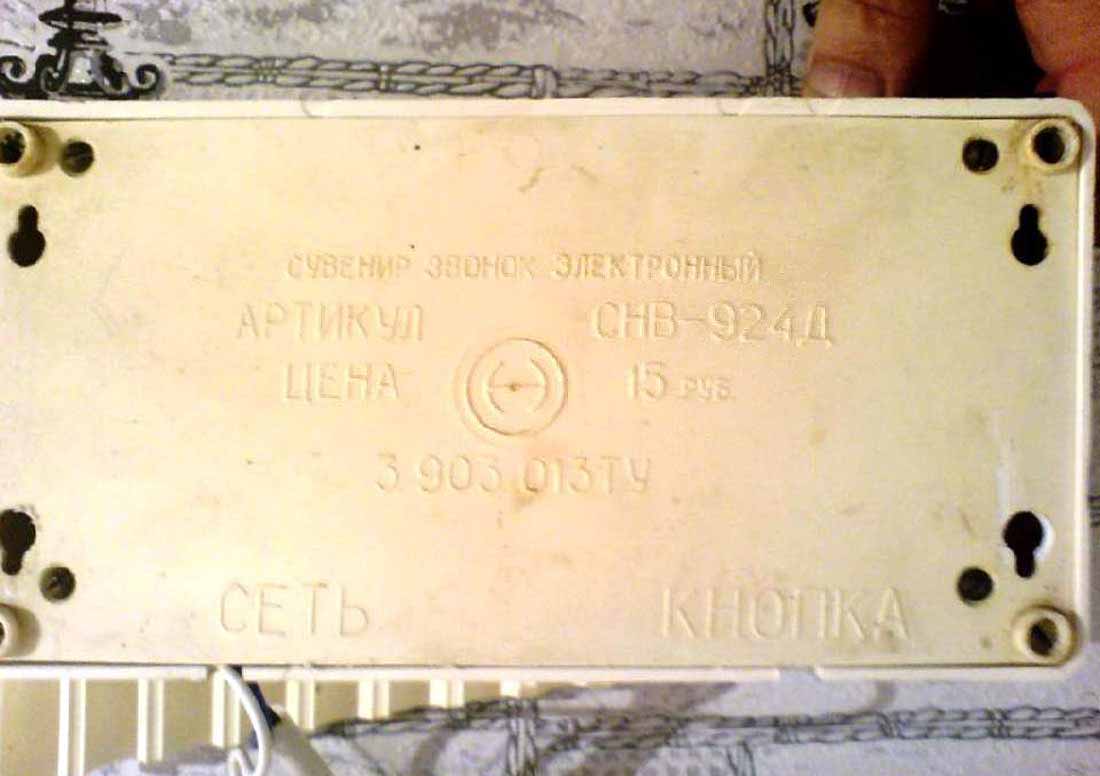 СУВЕНИР ЗВОНОК ЭЛЕКТРОННЫЙ
АРТИКУЛ СНВ-924Д
ЦЕНА 15 РУБ.
3 903 013ТУ
СЕТЬ КНОПКА